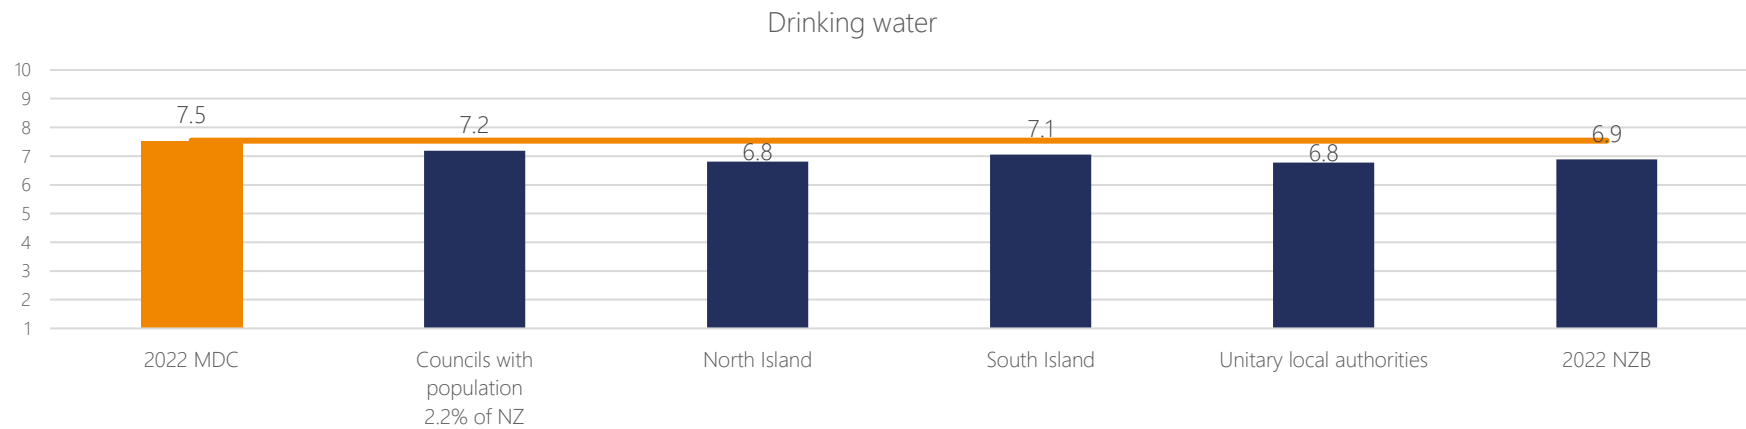 Drinking water
10
9
8
7
6
5
4
3
2
1
7.5
7.2
6.8
7.1
6.8
6.9
2022 MDC
Councils with
population
2.2% of NZ
North Island
South Island
Unitary local authorities
2022 NZB